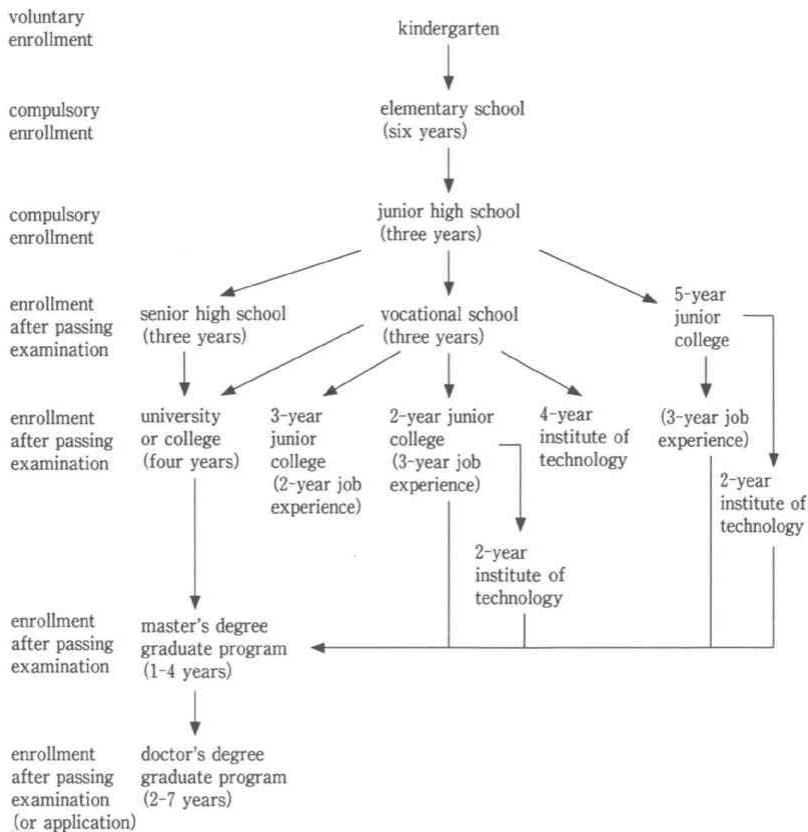 voluntary
enrollment
kindergarten
compulsory
enrollment
elementary school
(six years)
compulsory
enrollment
junior high school
(three years)
enrollment
after passing
examination
senior high school
(three years)
vocational school
(three years)
5-year
junior
college
enrollment
after passing
examination
university
or college
(four years)
3-year
junior
college
(2-year job
experience)
2-year junior
college
(3-year job
experience)
4-year
institute of
technology
(3-year job
experience)
2-year
institute of
technology
2-year
institute of
technology
enrollment
after passing
examination
master's degree
graduate program
(1-4 years)
enrollment
after passing
examination
(or application)
doctor's degree
graduate program
(2-7 years)